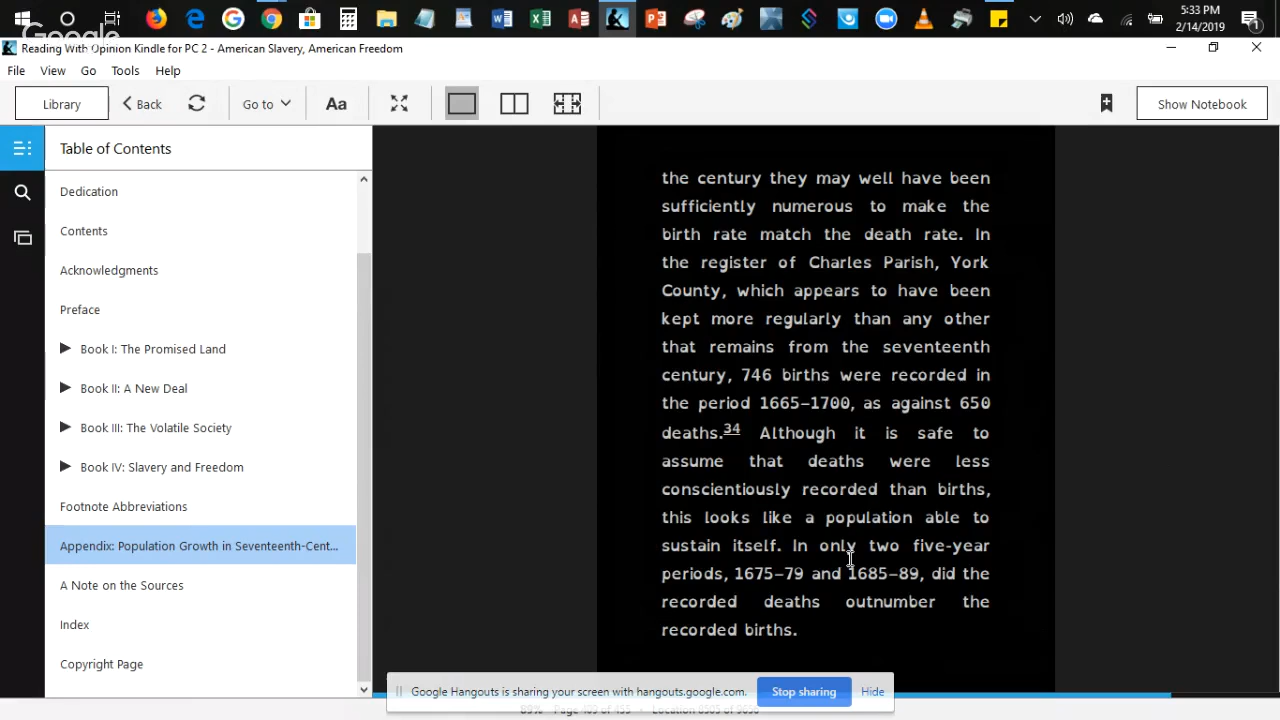 5:33 PM
2/14/2019
1
Google
Reading With Opinion Kindle for PC 2 - American Slavery, American Freedom
File View Go Tools Help
Library Back Go to Aa Show Notebook
Table of Contents
Dedication
Contents
Acknowledgments
Preface
Book I: The Promised Land
Book II: A New Deal
Book III: The Volatile Society
Book IV: Slavery and Freedom
Footnote Abbreviations
Appendix: Population Growth in Seventeenth-Cent...
A Note on the Sources
Index
Copyright Page
the century they may well have been
sufficiently numerous to make the
birth rate match the death rate. In
the register of Charles Parish, York
County, which appears to have been
kept more regularly than any other
that remains from the seventeenth
century, 746 births were recorded in
the period 1665–1700, as against 650
deaths.34 Although it is safe to
assume that deaths were less
conscientiously recorded than births,
this looks like a population able to
sustain itself. In only two five-year
periods, 1675–79 and 1685–89, did the
recorded deaths outnumber the
recorded births.
Google Hangouts is sharing your screen with hangouts.google.com. Stop sharing Hide